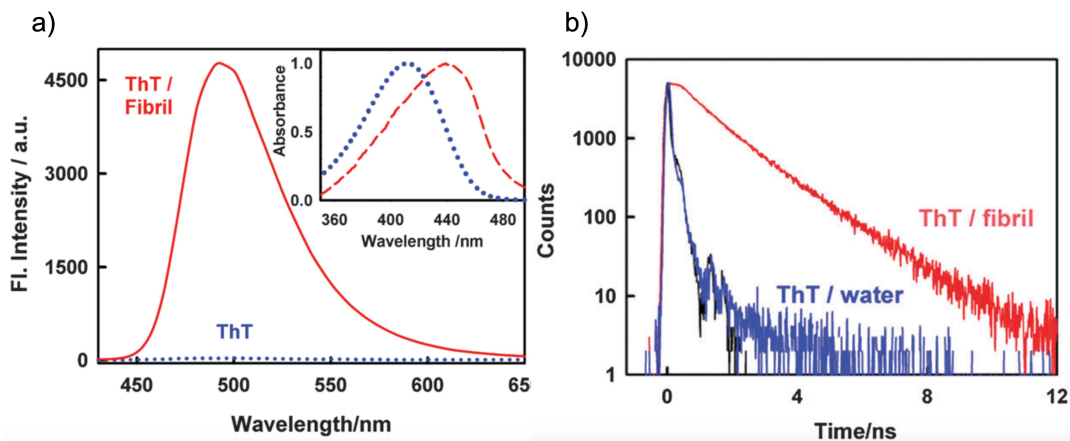 a)
Fl. Intensity / a.u.
4500
3000
1500
0
450
500
550
600
650
Wavelength/nm
ThT /
Fibril
ThT
Absorbance
1.0
0.5
0.0
360
400
440
480
Wavelength /nm
b)
Counts
10000
1000
100
10
1
0
4
8
12
Time/ns
ThT / fibril
ThT / water